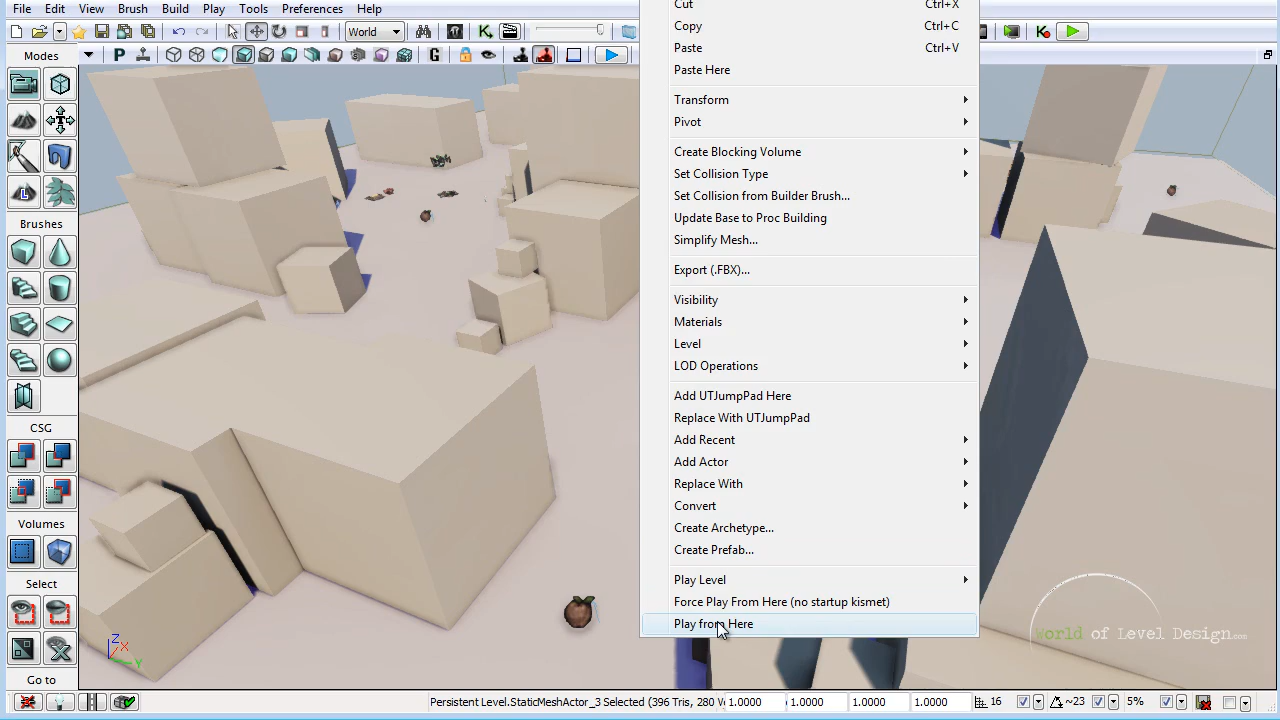 File Edit View Brush Build Play Tools Preferences Help
Cut Ctrl+X
World
Copy Ctrl+C
Modes
Paste Ctrl+V
Paste Here
Transform
Pivot
Create Blocking Volume
Set Collision Type
Set Collision from Builder Brush...
Update Base to Proc Building
Brushes
Simplify Mesh...
Export (.FBX)...
Visibility
Materials
Level
LOD Operations
Add UTJumpPad Here
Replace With UTJumpPad
CSG
Add Recent
Add Actor
Replace With
Convert
Volumes
Create Archetype...
Create Prefab...
Select
Play Level
Force Play From Here (no startup kismet)
Play from Here
World of Level Design.com
Z
X
Y
Go to
Persistent Level.StaticMeshActor_3 Selected (396 Tris, 280 1.0000 1.0000 1.0000 1.0000 16 ~23 5%